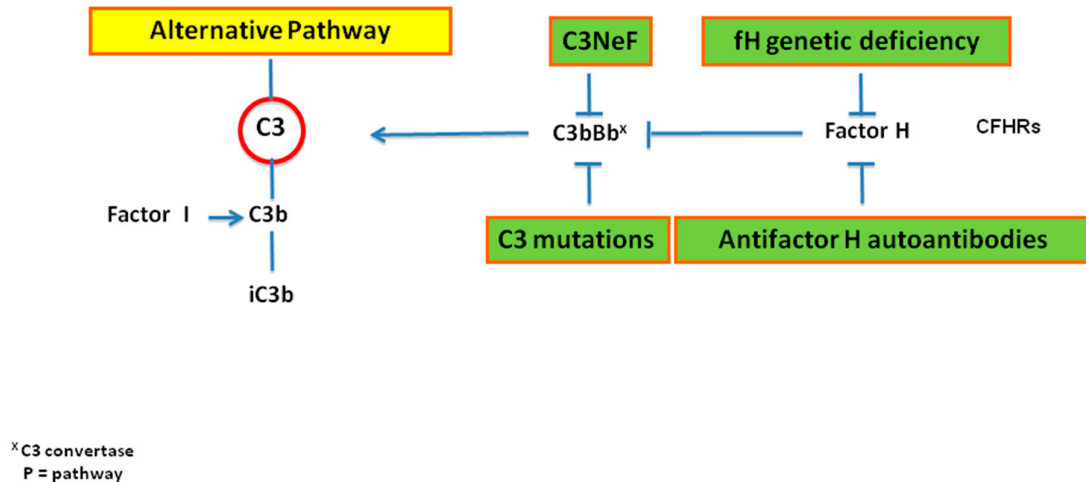 Alternative Pathway
C3NeF
fH genetic deficiency
C3
C3bBbˣ
Factor H
CFHRs
Factor I
C3b
C3 mutations
Antifactor H autoantibodies
iC3b
ˣ C3 convertase
P = pathway